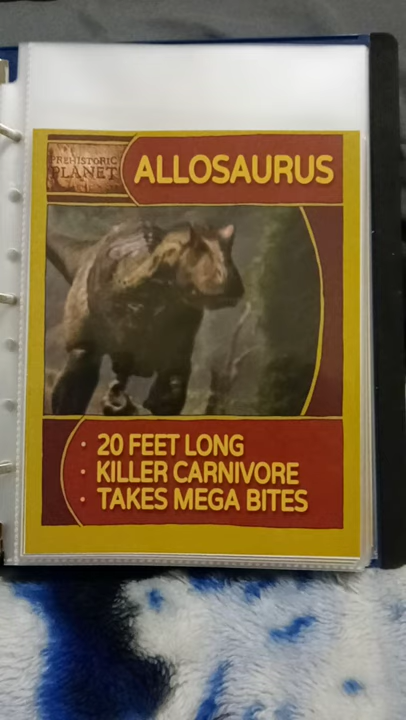 PREHISTORIC
PLANET
ALLOSAURUS
· 20 FEET LONG
· KILLER CARNIVORE
· TAKES MEGA BITES